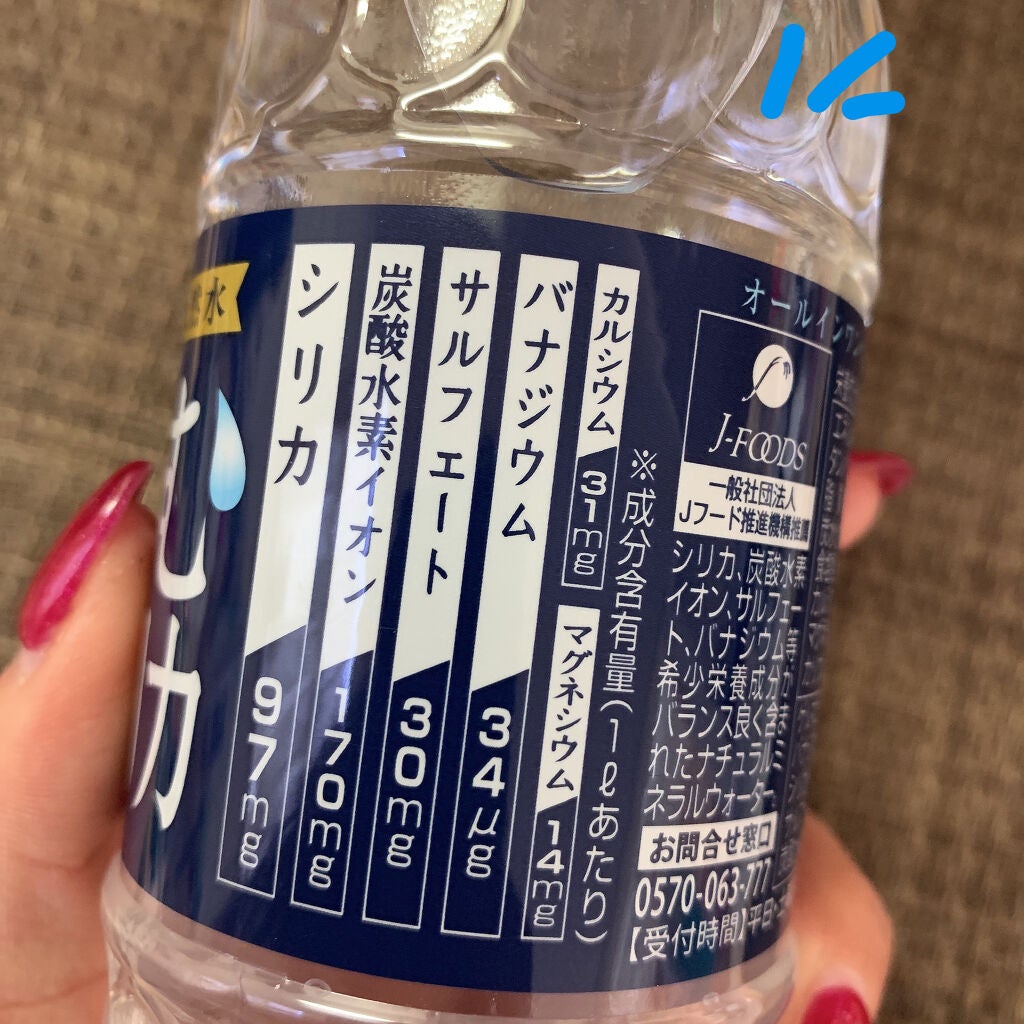 水
むカ
シリカ
97mg
炭酸水素イオン
170mg
サルフェート
30mg
バナジウム
34μg
カルシウム
31mg
マグネシウム
14mg
※成分含有量(1ℓあたり)
オールインワン
J-FOODS
一般社団法人
Jフード推進機構推薦
シリカ、炭酸水素
イオン、サルフェー
ト、バナジウム等
希少栄養成分が
バランス良く含ま
れたナチュラルミ
ネラルウォーター
お問合せ窓口
0570-063-777
【受付時間】平日